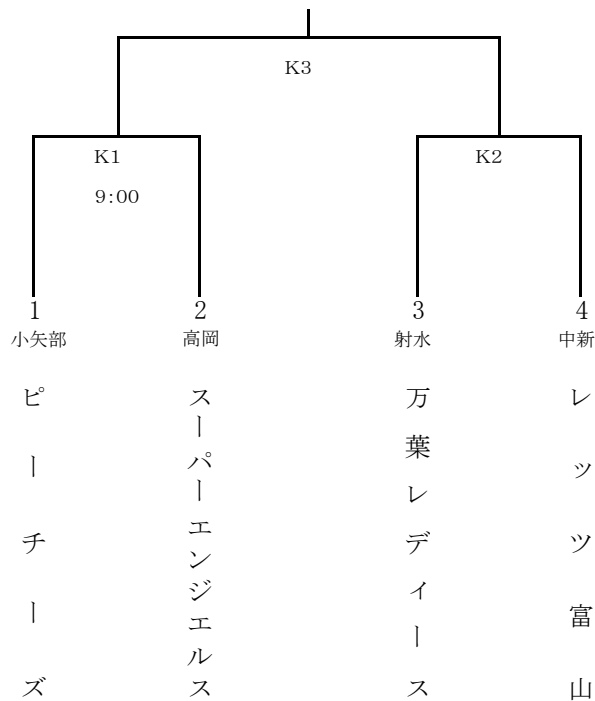 K3
K1
K2
9:00
1
2
3
4
小矢部
高岡
射水
中新
ピーチーズ
スーパーエンジェルス
万葉レディース
レッツ富山